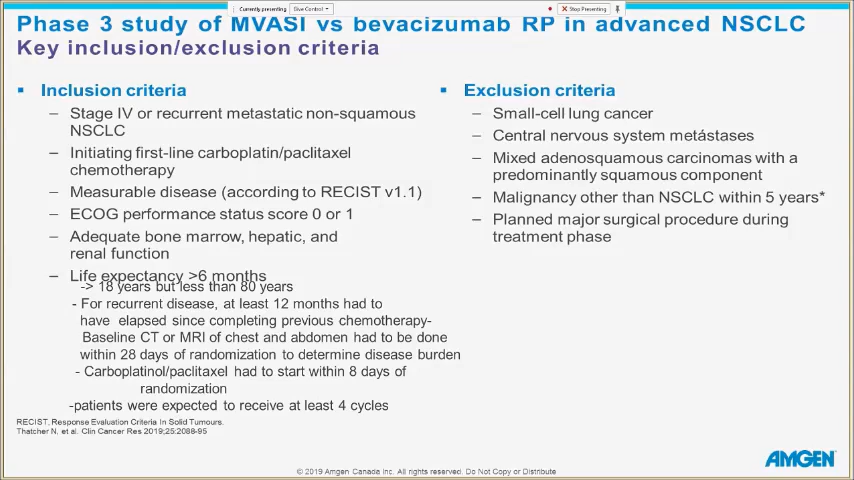 Currently presenting Give Control Stop Presenting
Phase 3 study of MVASI vs bevacizumab RP in advanced NSCLC
Key inclusion/exclusion criteria
Inclusion criteria
– Stage IV or recurrent metastatic non-squamous
NSCLC
– Initiating first-line carboplatin/paclitaxel
chemotherapy
– Measurable disease (according to RECIST v1.1)
– ECOG performance status score 0 or 1
– Adequate bone marrow, hepatic, and
renal function
– Life expectancy >6 months
-> 18 years but less than 80 years
- For recurrent disease, at least 12 months had to
have elapsed since completing previous chemotherapy-
Baseline CT or MRI of chest and abdomen had to be done
within 28 days of randomization to determine disease burden
- Carboplatinol/paclitaxel had to start within 8 days of
randomization
-patients were expected to receive at least 4 cycles
Exclusion criteria
– Small-cell lung cancer
– Central nervous system metástases
– Mixed adenosquamous carcinomas with a
predominantly squamous component
– Malignancy other than NSCLC within 5 years*
– Planned major surgical procedure during
treatment phase
RECIST, Response Evaluation Criteria In Solid Tumours.
Thatcher N, et al. Clin Cancer Res 2019;25:2088-95
AMGEN
© 2019 Amgen Canada Inc. All rights reserved. Do Not Copy or Distribute